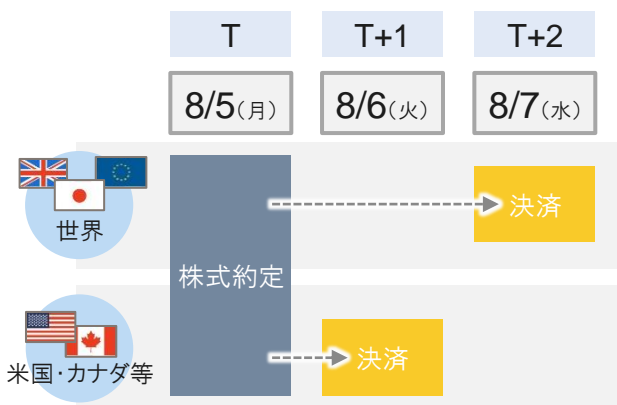 T
T+1
T+2
8/5(月)
8/6(火)
8/7(水)
世界
株式約定
決済
米国・カナダ等
決済